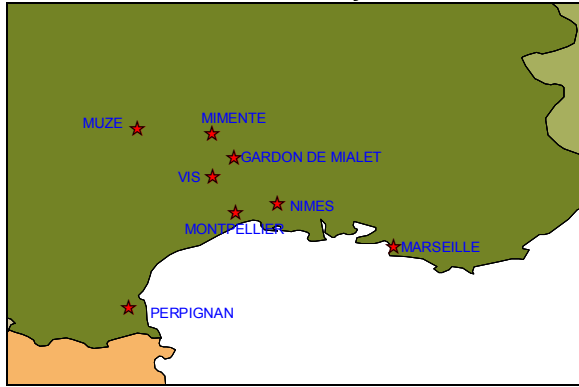 MIMENTE
MUZE
GARDON DE MIALET
VIS
NIMES
MONTPELLIER
MARSEILLE
PERPIGNAN